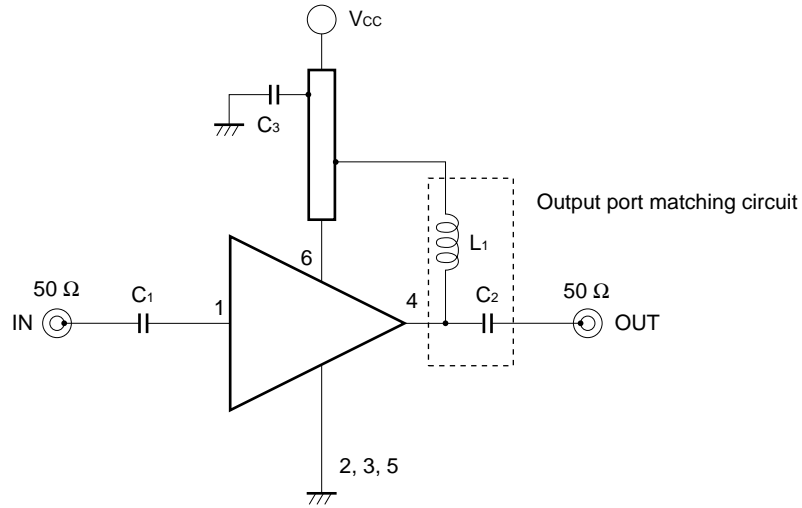 VCC
C3
Output port matching circuit
L1
6
50 Ω
C1
1
4
C2
50 Ω
IN
OUT
2, 3, 5